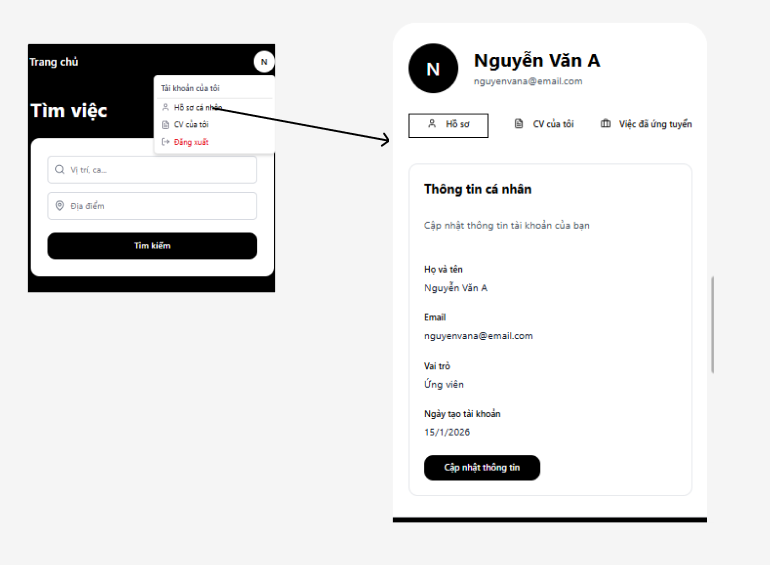 Trang chủ
N
Tài khoản của tôi
Hồ sơ cá nhân
CV của tôi
Đăng xuất
Tìm việc
Vị trí, ca...
Địa điểm
Tìm kiếm
N
Nguyễn Văn A
nguyenvana@email.com
Hồ sơ
CV của tôi
Việc đã ứng tuyển
Thông tin cá nhân
Cập nhật thông tin tài khoản của bạn
Họ và tên
Nguyễn Văn A
Email
nguyenvana@email.com
Vai trò
Ứng viên
Ngày tạo tài khoản
15/1/2026
Cập nhật thông tin